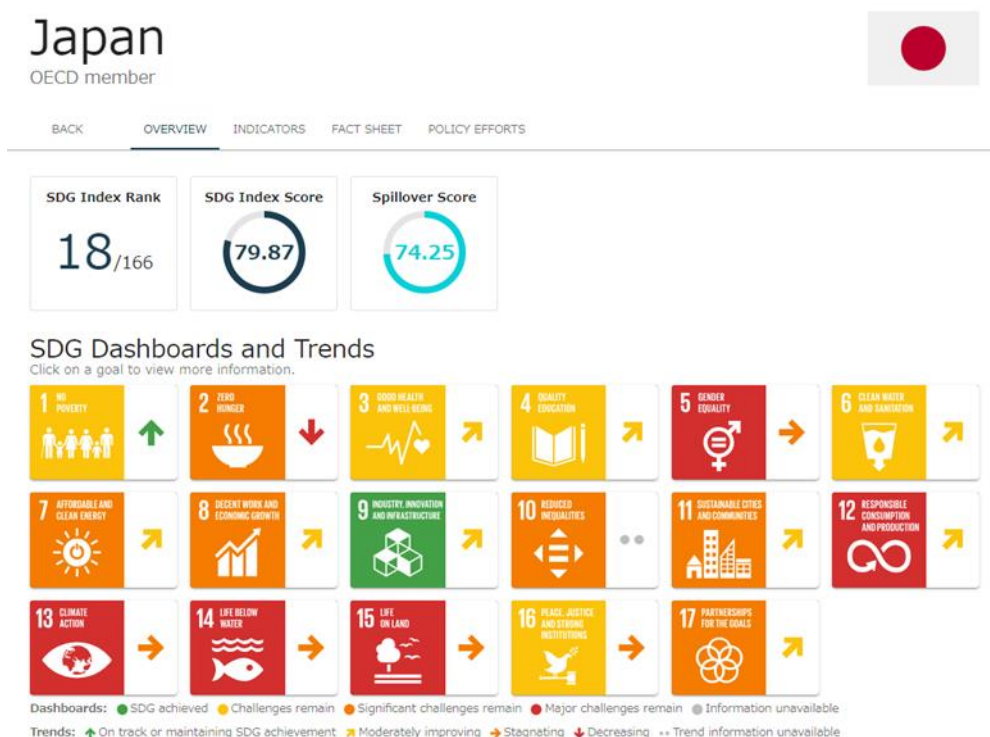 Japan
OECD member
BACK OVERVIEW INDICATORS FACT SHEET POLICY EFFORTS
SDG Index Rank
18/166
SDG Index Score
79.87
Spillover Score
74.25
SDG Dashboards and Trends
Click on a goal to view more information.
1 NO
POVERTY
2 ZERO
HUNGER
3 GOOD HEALTH
AND WELL-BEING
4 QUALITY
EDUCATION
5 GENDER
EQUALITY
6 CLEAN WATER
AND SANITATION
7 AFFORDABLE AND
CLEAN ENERGY
8 DECENT WORK AND
ECONOMIC GROWTH
9 INDUSTRY, INNOVATION
AND INFRASTRUCTURE
10 REDUCED
INEQUALITIES
11 SUSTAINABLE CITIES
AND COMMUNITIES
12 RESPONSIBLE
CONSUMPTION
AND PRODUCTION
13 CLIMATE
ACTION
14 LIFE BELOW
WATER
15 LIFE
ON LAND
16 PEACE, JUSTICE
AND STRONG
INSTITUTIONS
17 PARTNERSHIPS
FOR THE GOALS
Dashboards: SDG achieved Challenges remain Significant challenges remain Major challenges remain Information unavailable
Trends: On track or maintaining SDG achievement Moderately improving Stagnating Decreasing Trend information unavailable